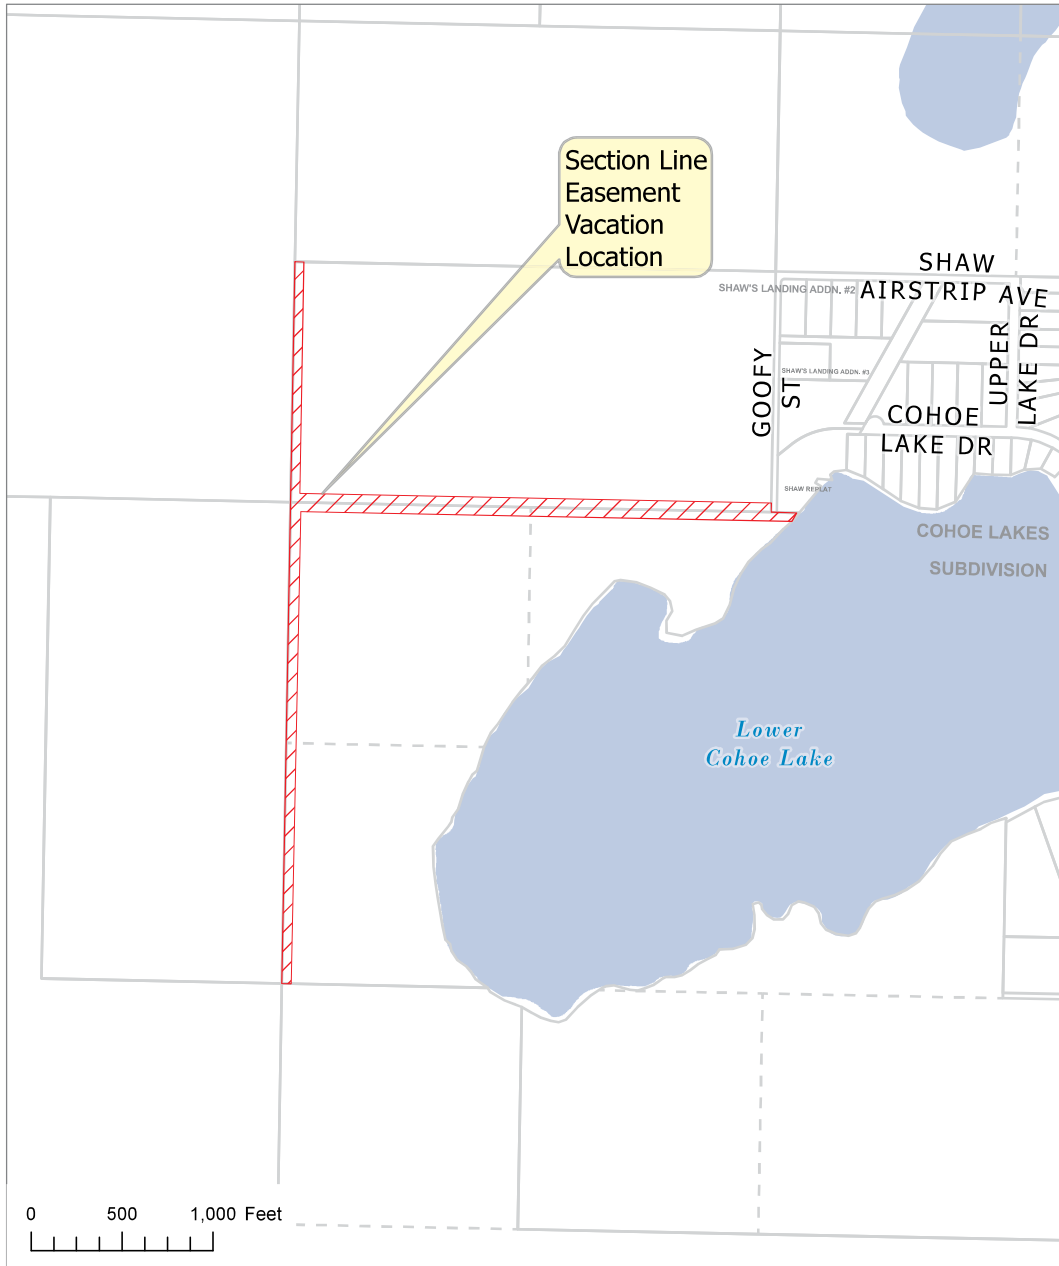 Section Line
Easement
Vacation
Location
SHAW
AIRSTRIP AVE
SHAW'S LANDING ADDN. #2
UPPER
LAKE DR
GOOFY
ST
SHAW'S LANDING ADDN. #3
COHOE
LAKE DR
SHAW REPLAT
COHOE LAKES
SUBDIVISION
Lower
Cohoe Lake
0 500 1,000 Feet